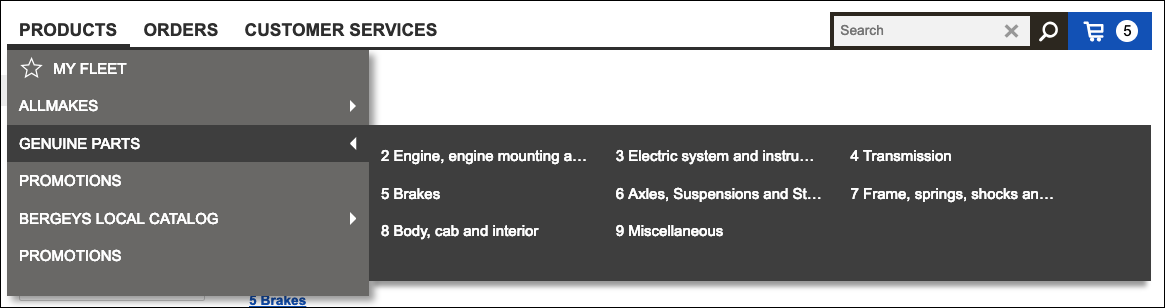 PRODUCTS ORDERS CUSTOMER SERVICES Search 5
MY FLEET
ALLMAKES
GENUINE PARTS
2 Engine, engine mounting a... 3 Electric system and instru... 4 Transmission
PROMOTIONS
5 Brakes 6 Axles, Suspensions and St... 7 Frame, springs, shocks an...
BERGEYS LOCAL CATALOG
8 Body, cab and interior 9 Miscellaneous
PROMOTIONS
5 Brakes